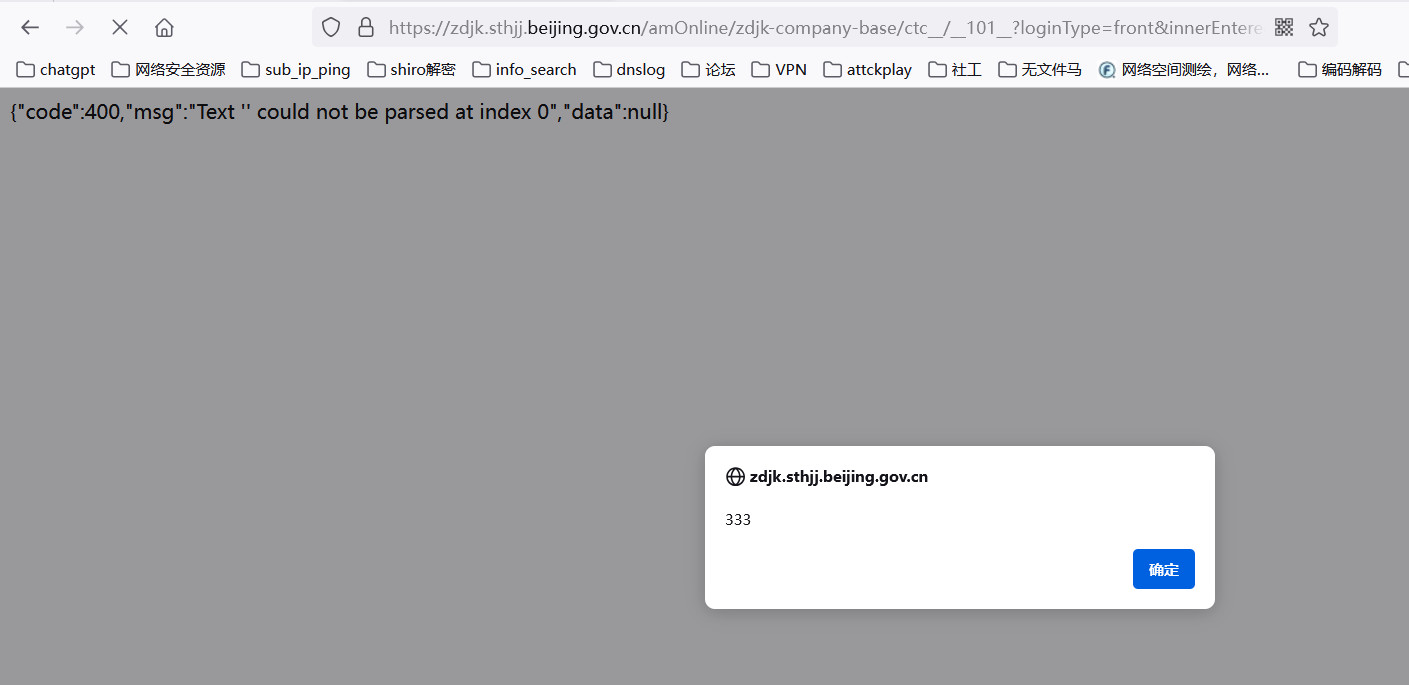 https://zdjk.sthjj.beijing.gov.cn/amOnline/zdjk-company-base/ctc__/__101__?loginType=front&innerEntere
chatgpt 网络安全资源 sub_ip_ping shiro解密 info_search dnslog 论坛 VPN attckplay 社工 无文件马 网络空间测绘，网络... 编码解码
{"code":400,"msg":"Text '' could not be parsed at index 0","data":null}
zdjk.sthjj.beijing.gov.cn
333
确定